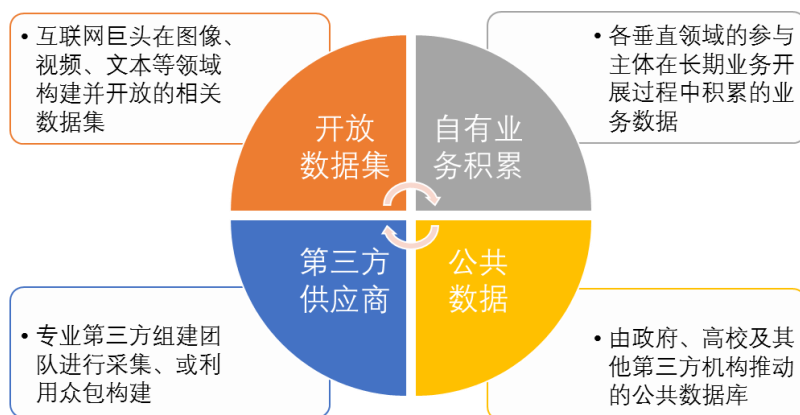 • 互联网巨头在图像、
视频、文本等领域
构建并开放的相关
数据集
• 各垂直领域的参与
主体在长期业务开
展过程中积累的业
务数据
开放
数据集
自有业
务积累
第三方
供应商
公共
数据
• 专业第三方组建团
队进行采集、或利
用众包构建
• 由政府、高校及其
他第三方机构推动
的公共数据库